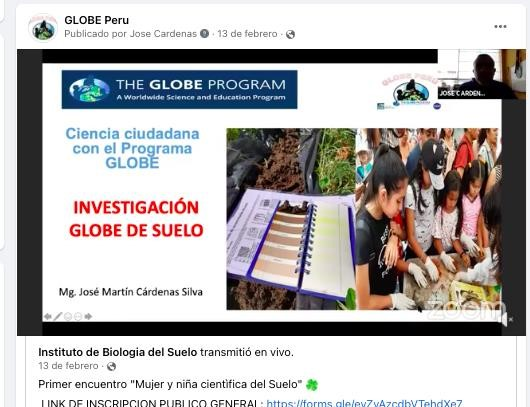 GLOBE Peru
Publicado por Jose Cardenas · 13 de febrero ·
THE GLOBE PROGRAM
A Worldwide Science and Education Program
GLOBE PERU
JOSE CARDEN...
Ciencia ciudadana
con el Programa
GLOBE
INVESTIGACIÓN
GLOBE DE SUELO
Mg. José Martín Cárdenas Silva
zoom
Instituto de Biologia del Suelo transmitió en vivo.
13 de febrero ·
Primer encuentro "Mujer y niña científica del Suelo" 🍀
LINK DE INSCRIPCION PUBLICO GENERAL: https://forms.gle/eyZyAzcdbVTehdXe7